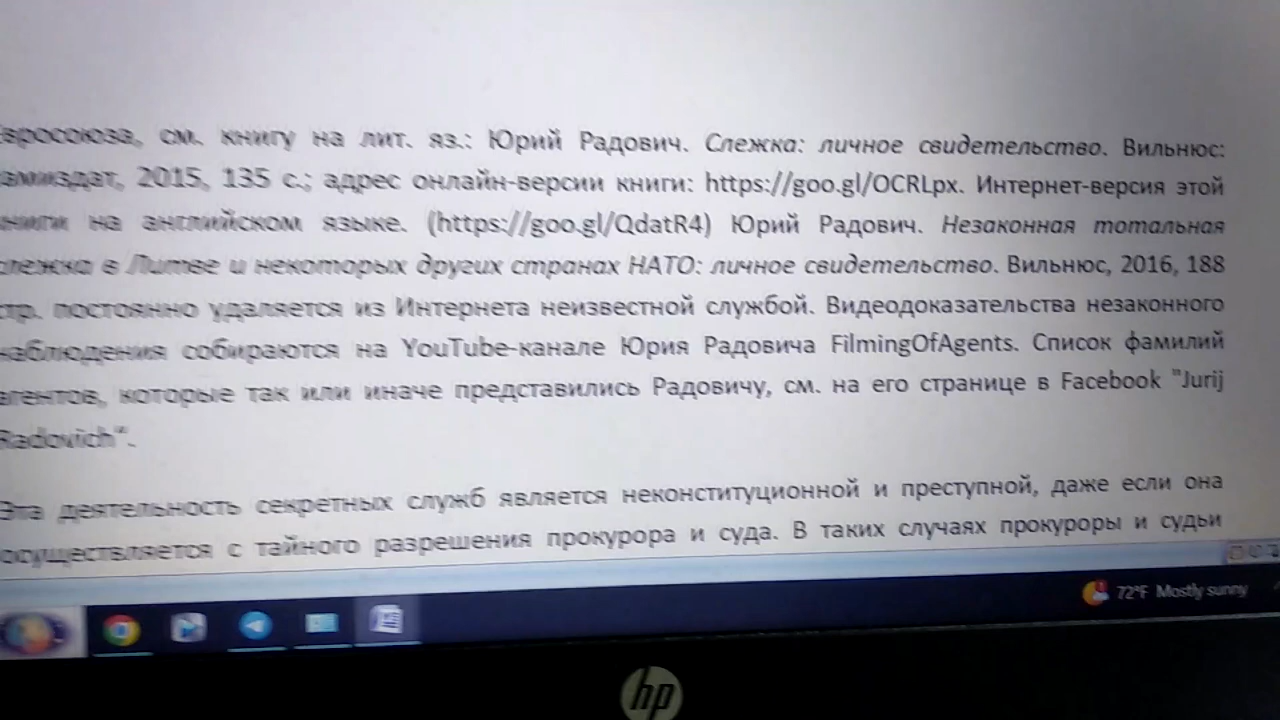 Евросоюза, см. книгу на лит. яз.: Юрий Радович. Слежка: личное свидетельство. Вильнюс:
самиздат, 2015, 135 с.; адрес онлайн-версии книги: https://goo.gl/OCRLpx. Интернет-версия этой
книги на английском языке. (https://goo.gl/QdatR4) Юрий Радович. Незаконная тотальная
слежка в Литве и некоторых других странах НАТО: личное свидетельство. Вильнюс, 2016, 188
стр. постоянно удаляется из Интернета неизвестной службой. Видеодоказательства незаконного
наблюдения собираются на YouTube-канале Юрия Радовича FilmingOfAgents. Список фамилий
агентов, которые так или иначе представились Радовичу, см. на его странице в Facebook "Jurij
Radovich".
Эта деятельность секретных служб является неконституционной и преступной, даже если она
осуществляется с тайного разрешения прокурора и суда. В таких случаях прокуроры и судьи
72°F Mostly sunny
hp